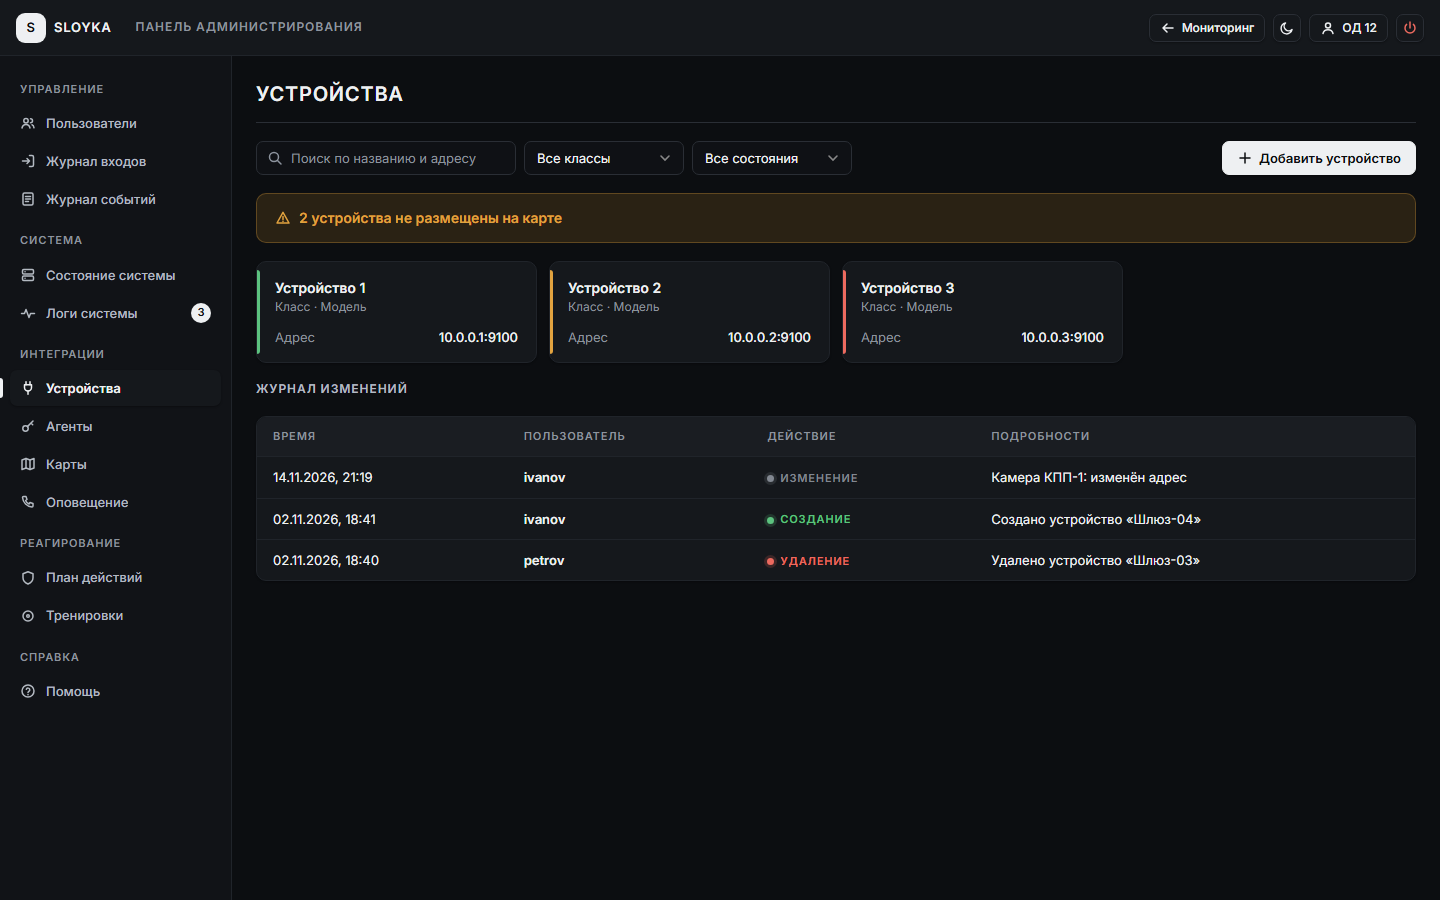 S SLOYKA ПАНЕЛЬ АДМИНИСТРИРОВАНИЯ Мониторинг ОД 12
УПРАВЛЕНИЕ
Пользователи
Журнал входов
Журнал событий
СИСТЕМА
Состояние системы
Логи системы 3
ИНТЕГРАЦИИ
Устройства
Агенты
Карты
Оповещение
РЕАГИРОВАНИЕ
План действий
Тренировки
СПРАВКА
Помощь
УСТРОЙСТВА
Поиск по названию и адресу Все классы Все состояния Добавить устройство
2 устройства не размещены на карте
Устройство 1
Класс · Модель
Адрес 10.0.0.1:9100
Устройство 2
Класс · Модель
Адрес 10.0.0.2:9100
Устройство 3
Класс · Модель
Адрес 10.0.0.3:9100
ЖУРНАЛ ИЗМЕНЕНИЙ
ВРЕМЯ ПОЛЬЗОВАТЕЛЬ ДЕЙСТВИЕ ПОДРОБНОСТИ
14.11.2026, 21:19 ivanov ИЗМЕНЕНИЕ Камера КПП-1: изменён адрес
02.11.2026, 18:41 ivanov СОЗДАНИЕ Создано устройство «Шлюз-04»
02.11.2026, 18:40 petrov УДАЛЕНИЕ Удалено устройство «Шлюз-03»